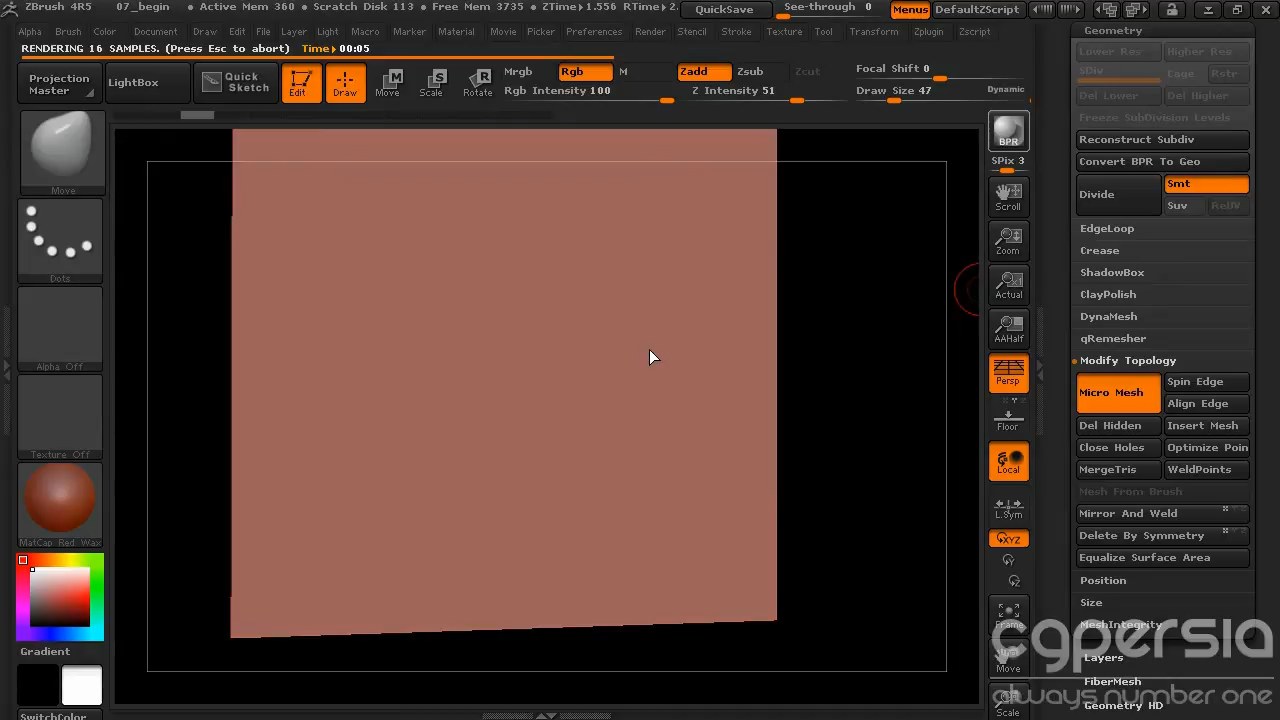 ZBrush 4R5 07_begin • Active Mem 360 • Scratch Disk 113 • Free Mem 3735 • ZTime▸1.556 RTime▸2. QuickSave See-through 0 Menus DefaultZScript
Alpha Brush Color Document Draw Edit File Layer Light Macro Marker Material Movie Picker Preferences Render Stencil Stroke Texture Tool Transform Zplugin Zscript
RENDERING 16 SAMPLES. (Press Esc to abort) Time▸00:05
Projection Master
LightBox
Quick Sketch
Edit
Draw
Move
Scale
Rotate
Mrgb Rgb M
Rgb Intensity 100
Zadd Zsub Zcut
Z Intensity 51
Focal Shift 0
Draw Size 47
Dynamic
Move
Dots
Alpha Off
Texture Off
MatCap Red Wax
Gradient
SwitchColor
BPR
SPix 3
Scroll
Zoom
Actual
AAHalf
Persp
Floor
Local
L.Sym
XYZ
Y
Z
Frame
Move
Scale
Geometry
Lower Res Higher Res
SDiv Cage Rstr
Del Lower Del Higher
Freeze SubDivision Levels
Reconstruct Subdiv
Convert BPR To Geo
Divide Smt
Suv ReUV
EdgeLoop
Crease
ShadowBox
ClayPolish
DynaMesh
qRemesher
Modify Topology
Micro Mesh Spin Edge
Align Edge
Del Hidden Insert Mesh
Close Holes Optimize Poin
MergeTris WeldPoints
Mesh From Brush
Mirror And Weld
Delete By Symmetry
Equalize Surface Area
Position
Size
MeshIntegrity
Layers
FiberMesh
Geometry HD
cgpersia
always number one